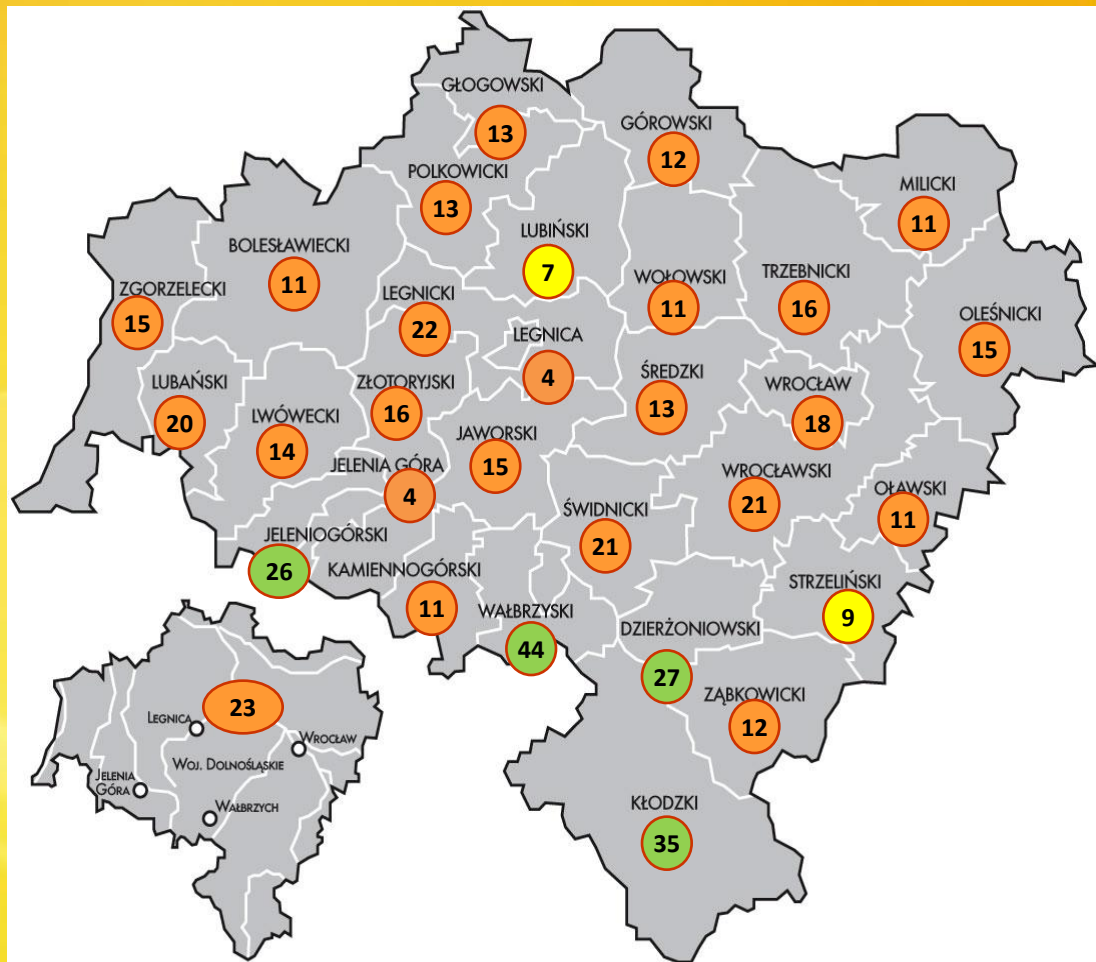 GŁOGOWSKI
13
GÓROWSKI
12
POLKOWICKI
13
MILICKI
11
LUBIŃSKI
7
BOLESŁAWIECKI
11
ZGORZELECKI
15
LEGNICKI
22
WOŁOWSKI
11
TRZEBNICKI
16
OLEŚNICKI
15
LEGNICA
4
LUBAŃSKI
20
ZŁOTORYJSKI
16
ŚREDZKI
13
WROCŁAW
18
LWÓWECKI
14
JAWORSKI
15
JELENIA GÓRA
4
WROCŁAWSKI
21
OŁAWSKI
11
ŚWIDNICKI
21
JELENIOGÓRSKI
26
KAMIENNOGÓRSKI
11
STRZELIŃSKI
9
WAŁBRZYSKI
44
DZIERŻONIOWSKI
27
ZĄBKOWICKI
12
KŁODZKI
35
23
LEGNICA
WROCŁAW
WOJ. DOLNOŚLĄSKIE
JELENIA
GÓRA
WAŁBRZYCH